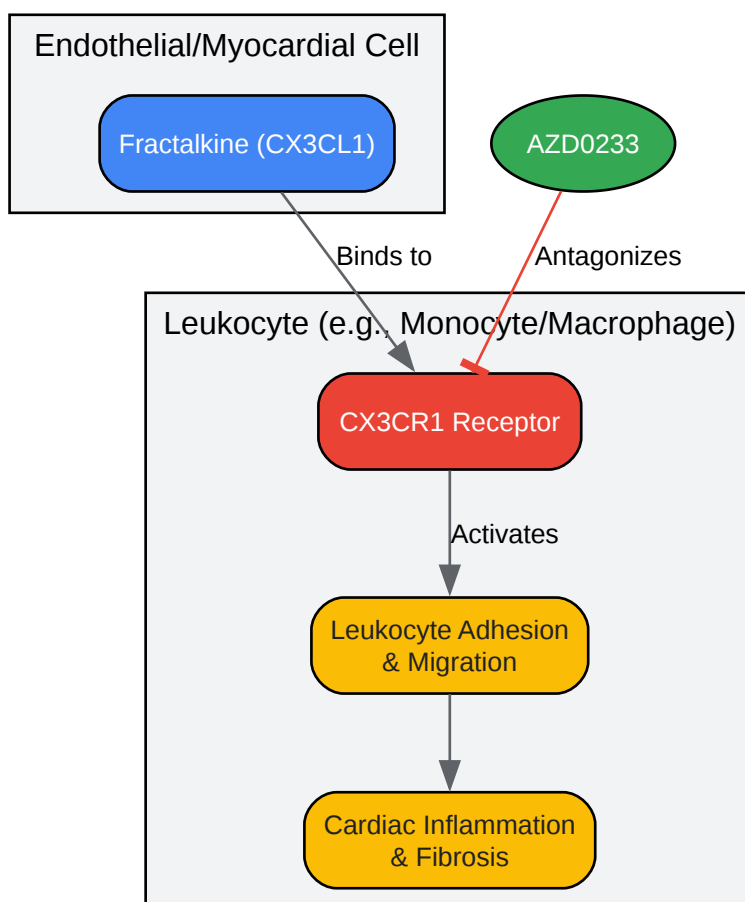 Endothelial/Myocardial Cell
Fractalkine (CX3CL1)
AZD0233
Binds to
Antagonizes
Leukocyte (e.g., Monocyte/Macrophage)
CX3CR1 Receptor
Activates
Leukocyte Adhesion
& Migration
Cardiac Inflammation
& Fibrosis